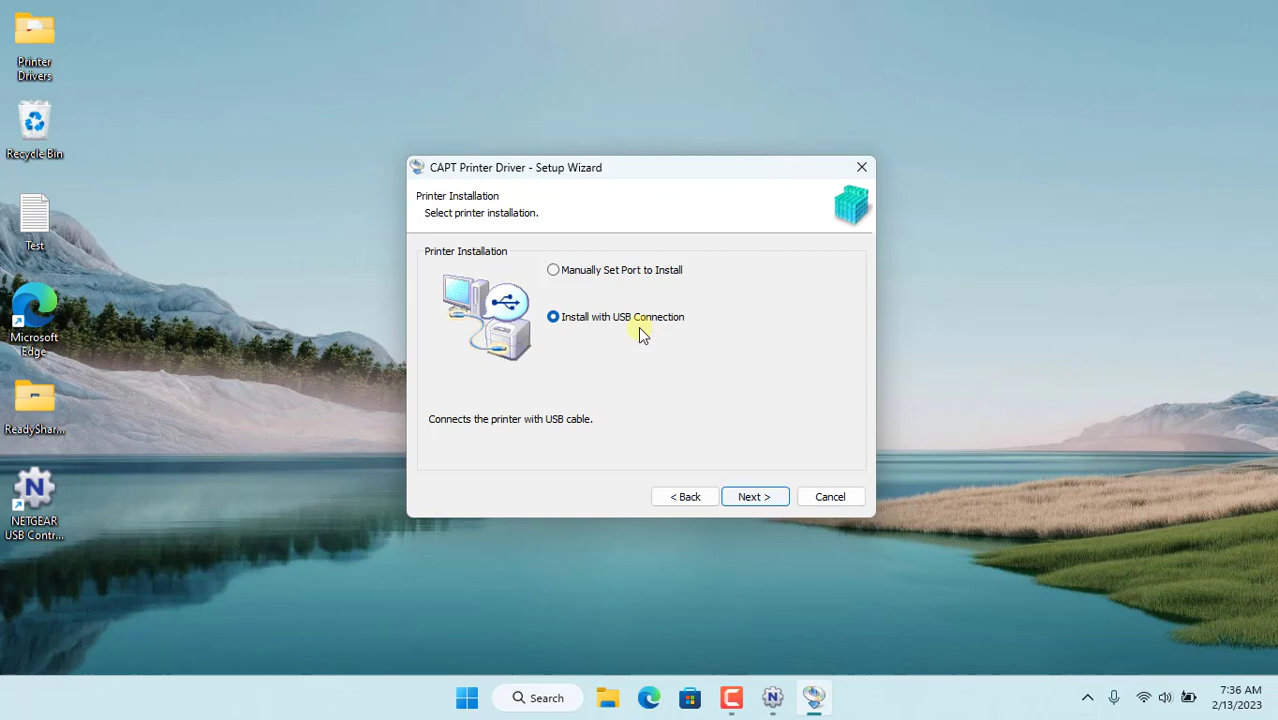 Printer
Drivers
Recycle Bin
Test
Microsoft
Edge
ReadyShar...
N
NETGEAR
USB Contr...
CAPT Printer Driver - Setup Wizard
Printer Installation
Select printer installation.
Printer Installation
Manually Set Port to Install
Install with USB Connection
Connects the printer with USB cable.
< Back
Next >
Cancel
Search
N
7:36 AM
2/13/2023